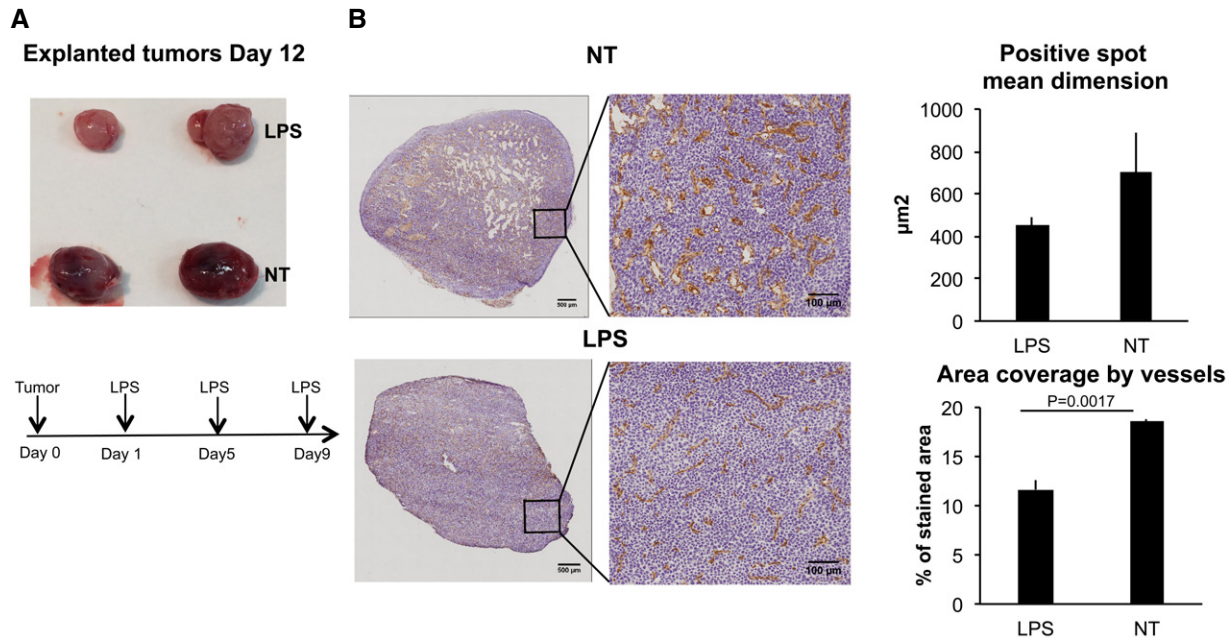 A
Explanted tumors Day 12
LPS
NT
Tumor
LPS
LPS
LPS
Day 0
Day 1
Day5
Day9
B
NT
500 µm
100 µm
LPS
500 µm
100 µm
Positive spot
mean dimension
µm2
1000
800
600
400
200
0
LPS
NT
Area coverage by vessels
P=0.0017
% of stained area
20
15
10
5
0
LPS
NT